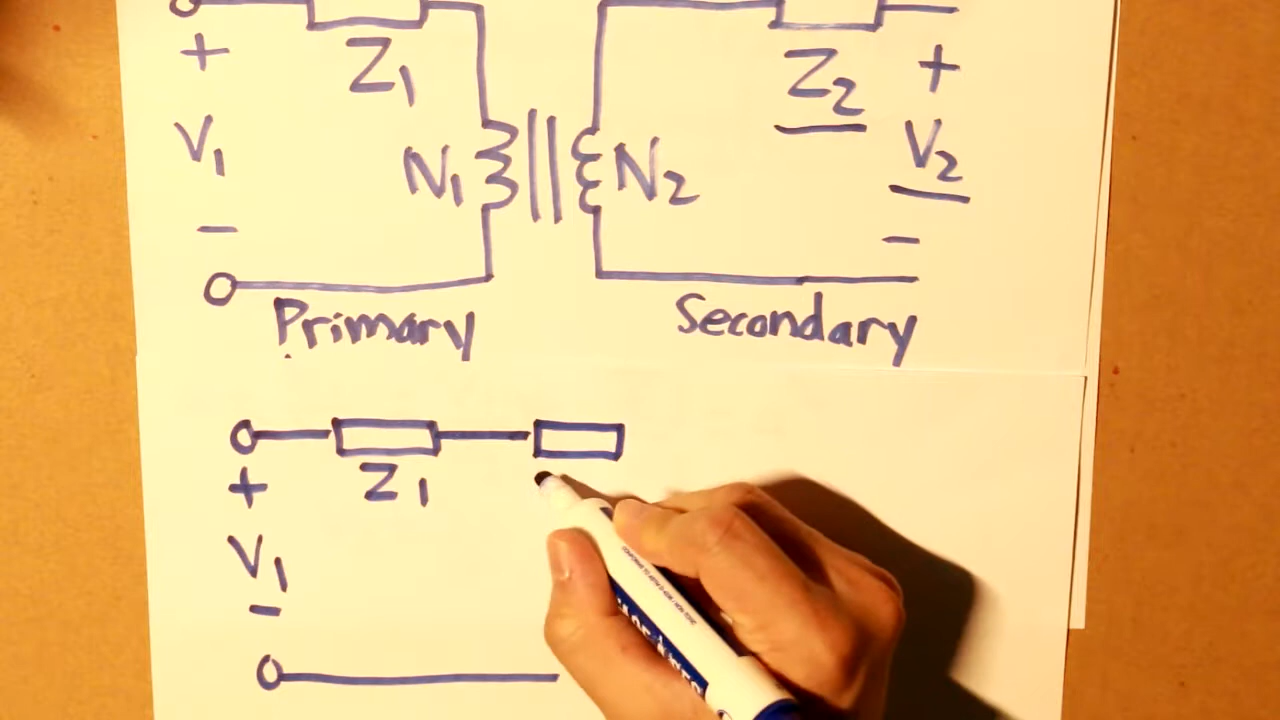 + Z1 Z2 +
V1 N1 N2 V2
− −
Primary Secondary
+ Z1
V1
−